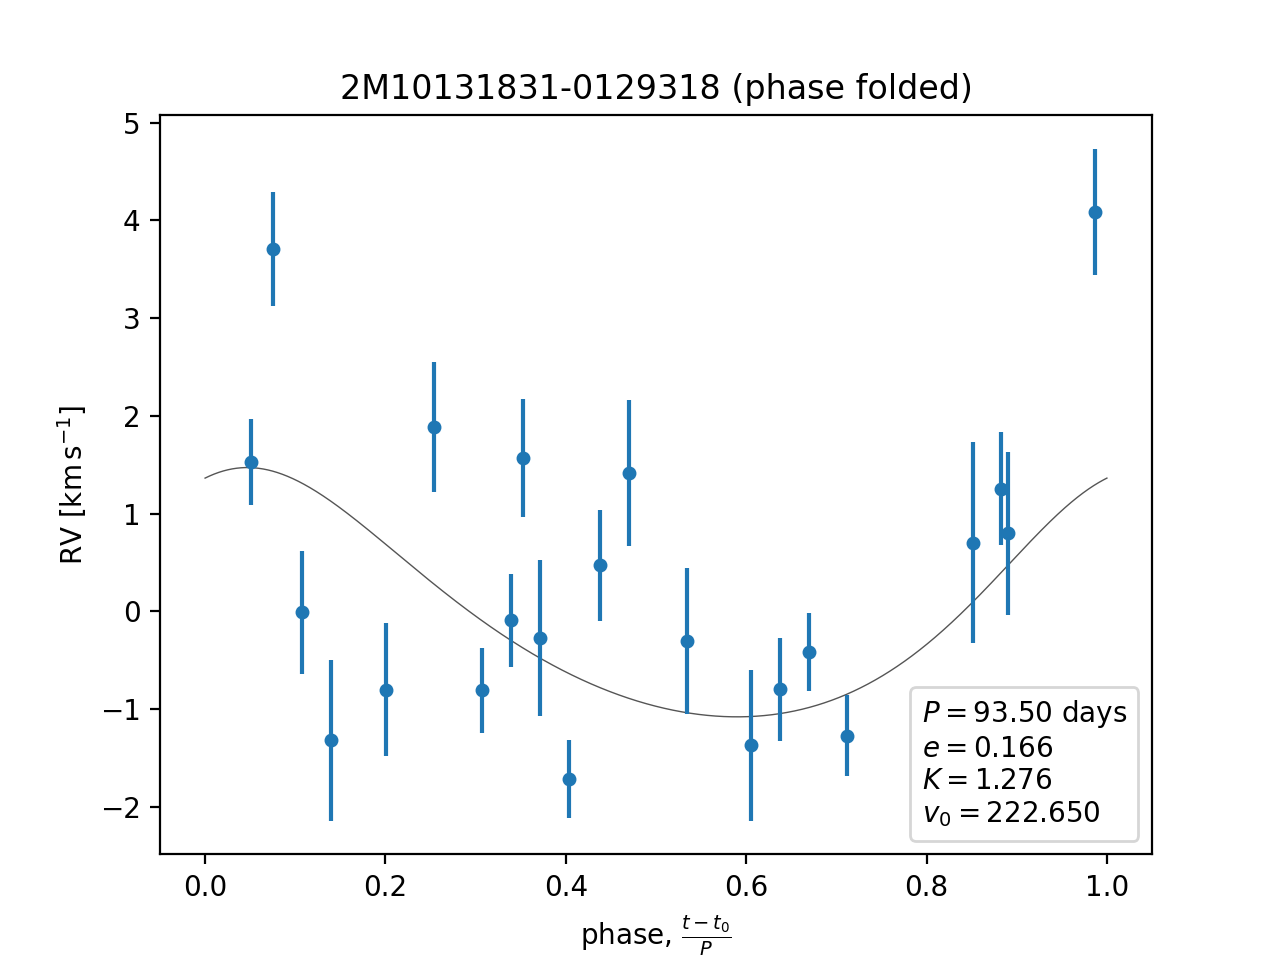 2M10131831-0129318 (phase folded)
5
4
3
2
1
0
−1
−2
RV [km s⁻¹]
P = 93.50 days
e = 0.166
K = 1.276
v₀ = 222.650
0.0 0.2 0.4 0.6 0.8 1.0
phase, (t − t₀)/P